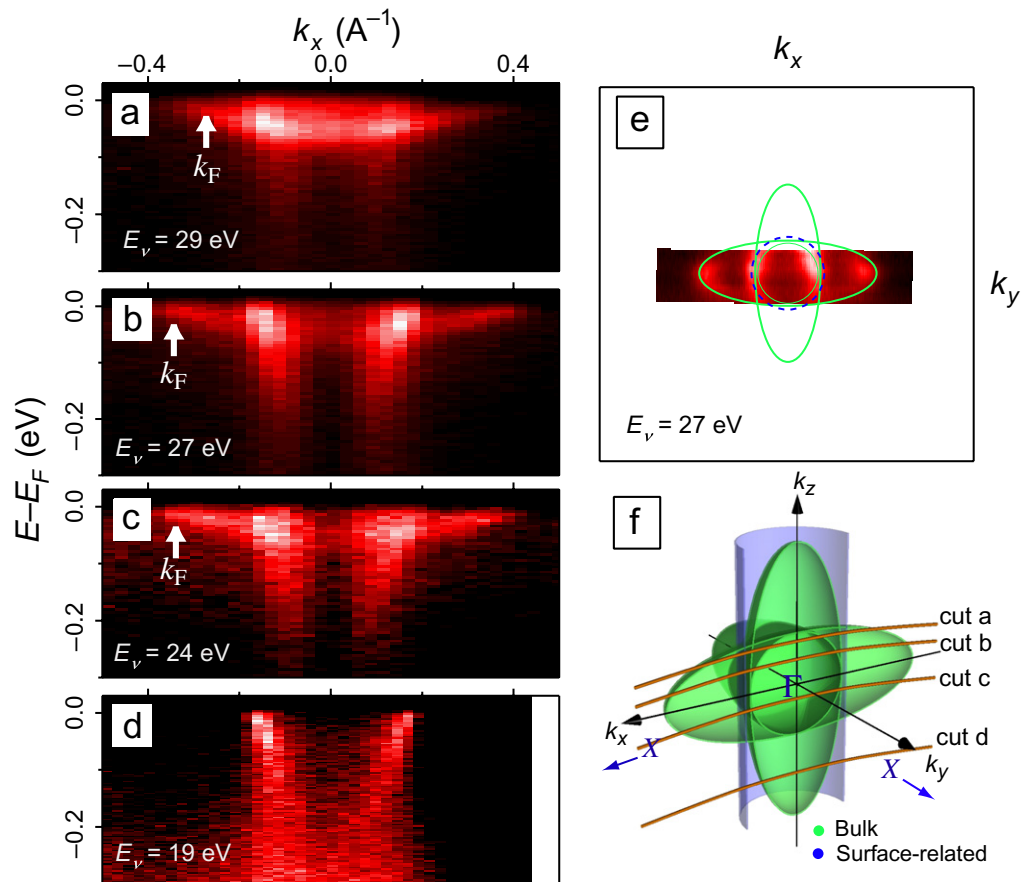 k_x (A⁻¹)
−0.4
0.0
0.4
E−E_F (eV)
a
0.0
−0.2
k_F
E_ν = 29 eV
b
0.0
−0.2
k_F
E_ν = 27 eV
c
0.0
−0.2
k_F
E_ν = 24 eV
d
0.0
−0.2
E_ν = 19 eV
k_x
e
k_y
E_ν = 27 eV
f
k_z
cut a
cut b
cut c
cut d
Γ
k_x
X
k_y
X
Bulk
Surface-related